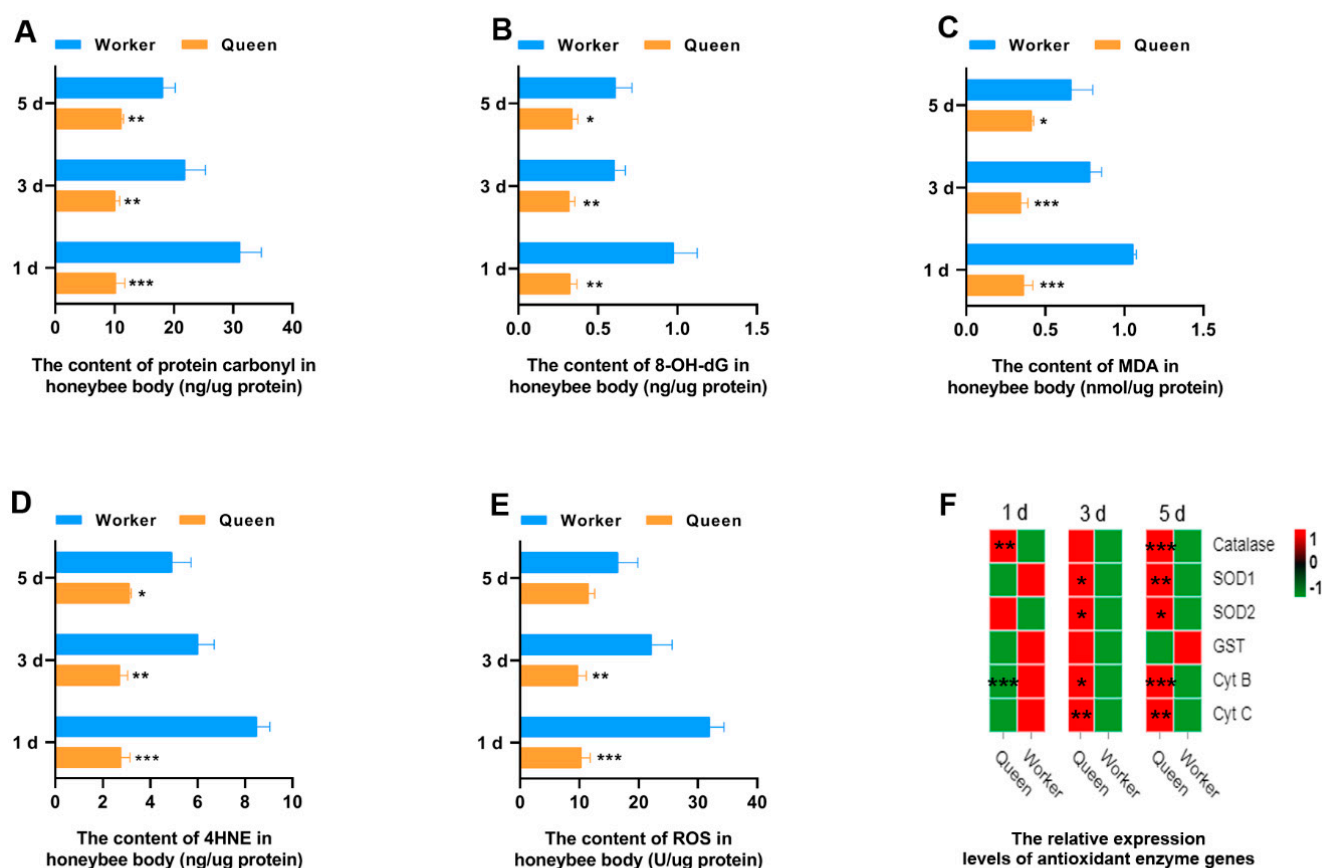 A
Worker Queen
5 d
**
3 d
**
1 d
***
0 10 20 30 40
The content of protein carbonyl in
honeybee body (ng/ug protein)
B
Worker Queen
5 d
*
3 d
**
1 d
**
0.0 0.5 1.0 1.5
The content of 8-OH-dG in
honeybee body (ng/ug protein)
C
Worker Queen
5 d
*
3 d
***
1 d
***
0.0 0.5 1.0 1.5
The content of MDA in
honeybee body (nmol/ug protein)
D
Worker Queen
5 d
*
3 d
**
1 d
***
0 2 4 6 8 10
The content of 4HNE in
honeybee body (ng/ug protein)
E
Worker Queen
5 d
3 d
**
1 d
***
0 10 20 30 40
The content of ROS in
honeybee body (U/ug protein)
F
1 d 3 d 5 d
** *** Catalase
* ** SOD1
* * SOD2
GST
*** * *** Cyt B
** ** Cyt C
1
0
-1
Queen Worker Queen Worker Queen Worker
The relative expression
levels of antioxidant enzyme genes